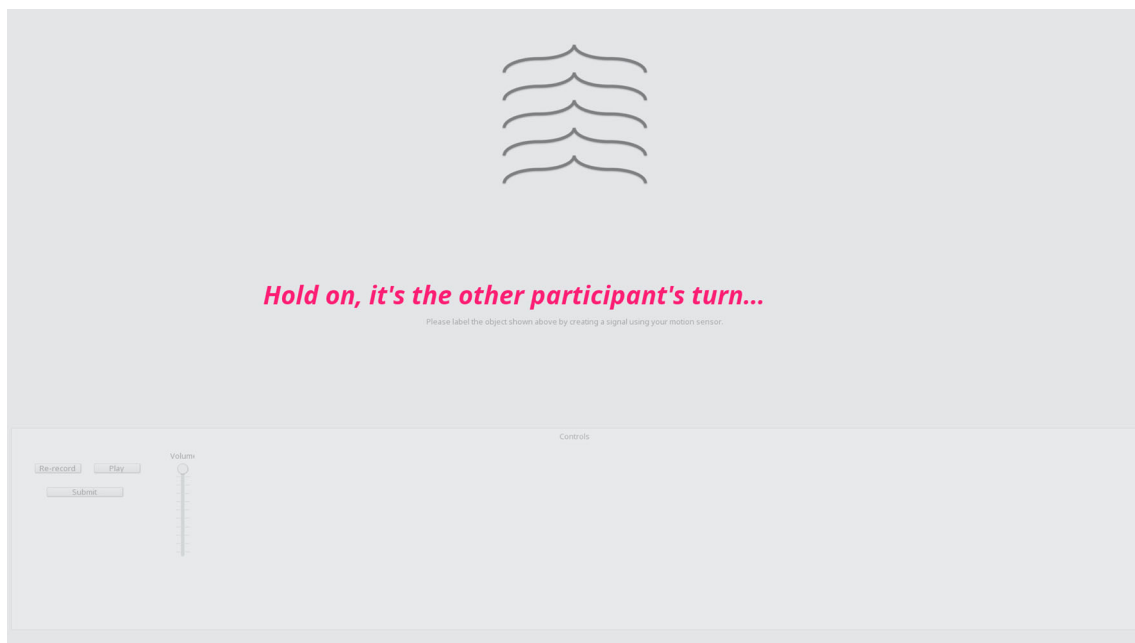 Hold on, it's the other participant's turn...
Please label the object shown above by creating a signal using your motion sensor.
Controls
Volum
Re-record
Play
Submit